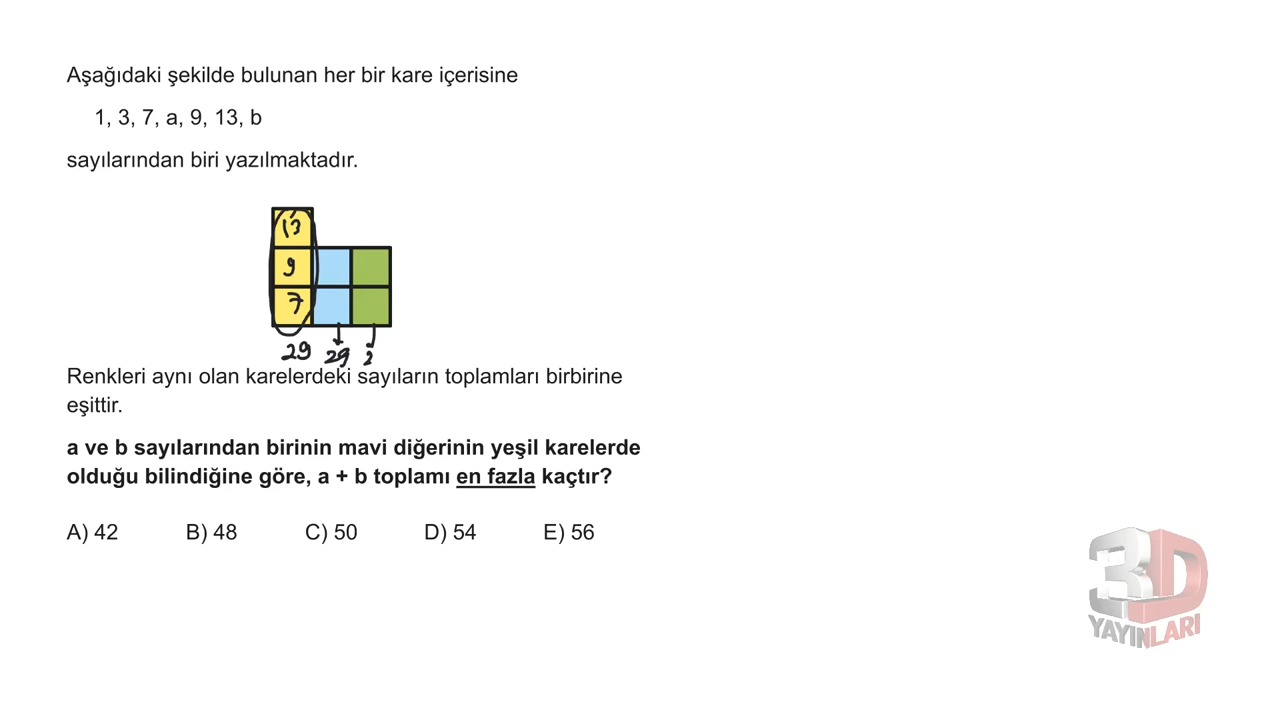 Aşağıdaki şekilde bulunan her bir kare içerisine
1, 3, 7, a, 9, 13, b
sayılarından biri yazılmaktadır.
13
9
7
29 29 2
Renkleri aynı olan karelerdeki sayıların toplamları birbirine
eşittir.
a ve b sayılarından birinin mavi diğerinin yeşil karelerde
olduğu bilindiğine göre, a + b toplamı en fazla kaçtır?
A) 42 B) 48 C) 50 D) 54 E) 56
3D
YAYINLARI